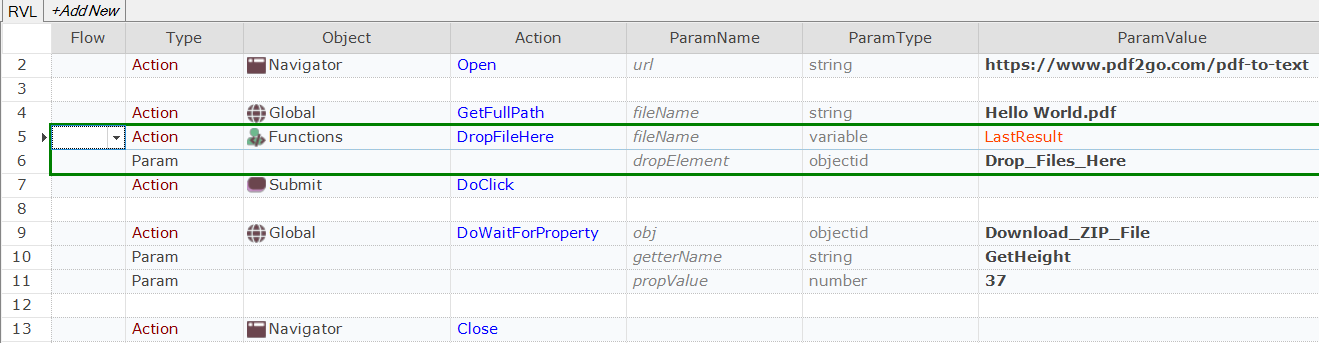 RVL +Add New
Flow Type Object Action ParamName ParamType ParamValue
2 Action Navigator Open url string https://www.pdf2go.com/pdf-to-text
3
4 Action Global GetFullPath fileName string Hello World.pdf
5 Action Functions DropFileHere fileName variable LastResult
6 Param dropElement objectid Drop_Files_Here
7 Action Submit DoClick
8
9 Action Global DoWaitForProperty obj objectid Download_ZIP_File
10 Param getterName string GetHeight
11 Param propValue number 37
12
13 Action Navigator Close